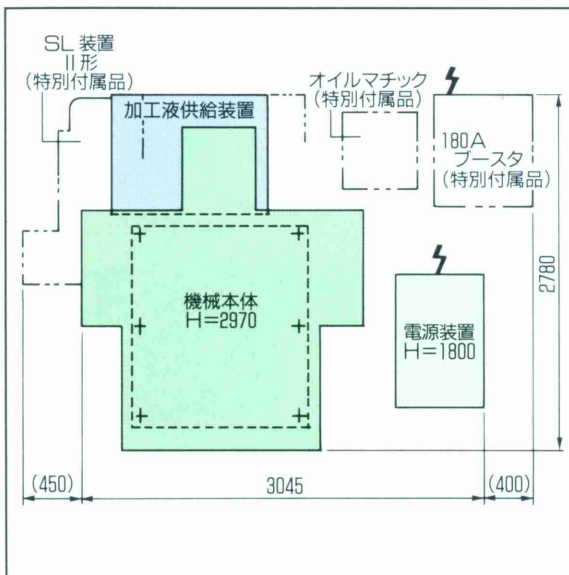 SL 装置
II形
(特別付属品)
加工液供給装置
オイルマチック
(特別付属品)
180A
ブースタ
(特別付属品)
機械本体
H=2970
電源装置
H=1800
2780
(450)
3045
(400)